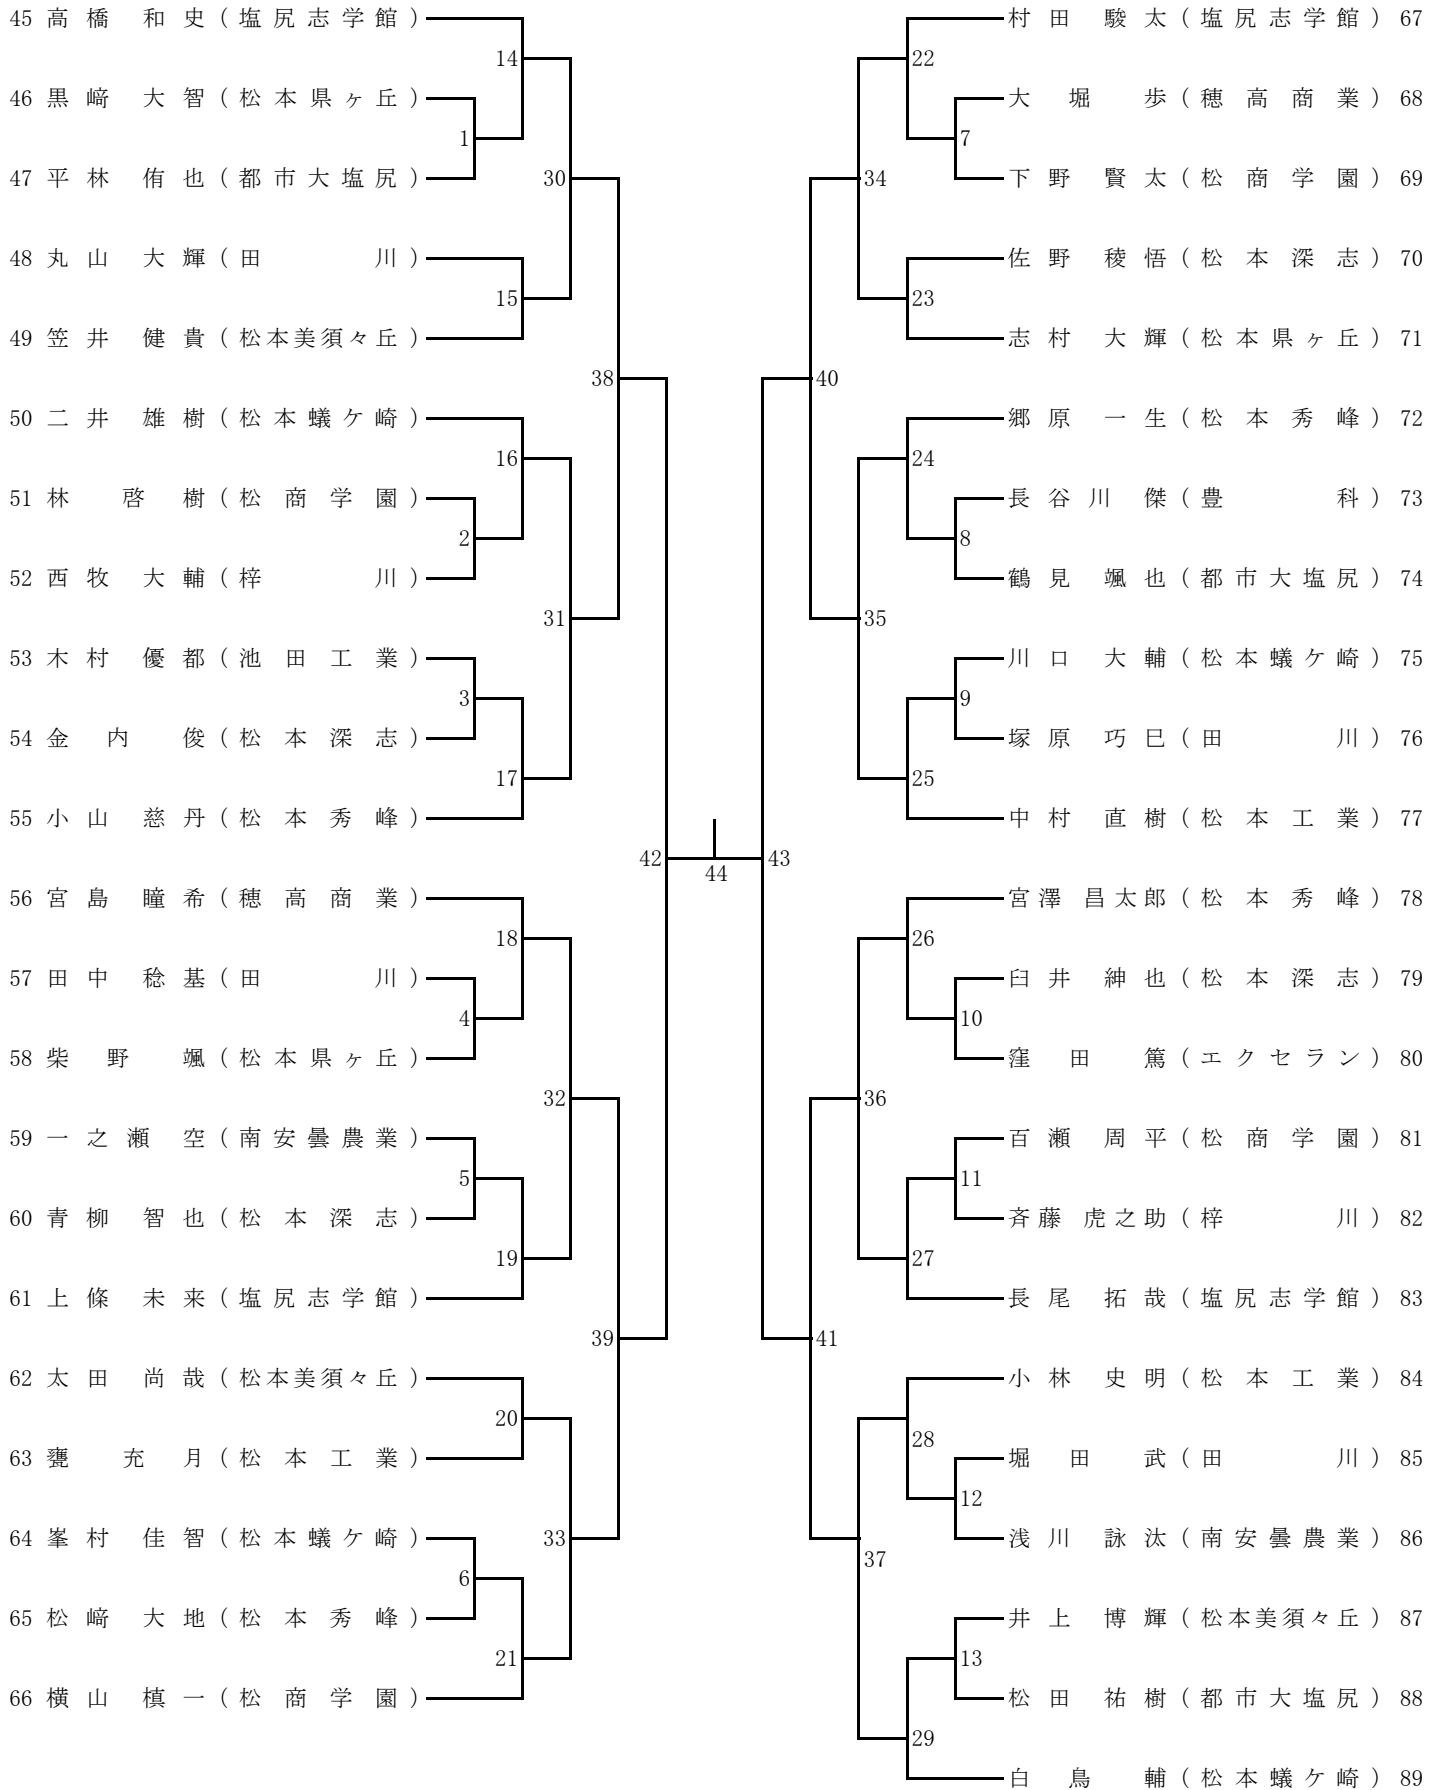 45 高橋 和史(塩尻志学館)
14
46 黒﨑 大智(松本県ヶ丘)
1
47 平林 侑也(都市大塩尻)
30
48 丸山 大輝(田川)
15
49 笠井 健貴(松本美須々丘)
38
50 二井 雄樹(松本蟻ケ崎)
16
51 林 啓樹(松商学園)
2
52 西牧 大輔(梓川)
31
53 木村 優都(池田工業)
3
54 金内 俊(松本深志)
17
55 小山 慈丹(松本秀峰)
42
44
43
56 宮島 瞳希(穂高商業)
18
57 田中 稔基(田川)
4
58 柴野 颯(松本県ヶ丘)
32
59 一之瀬 空(南安曇農業)
5
60 青柳 智也(松本深志)
19
61 上條 未来(塩尻志学館)
39
62 太田 尚哉(松本美須々丘)
20
63 甕 充月(松本工業)
64 峯村 佳智(松本蟻ケ崎)
33
6
65 松﨑 大地(松本秀峰)
21
66 横山 槙一(松商学園)
村田 駿太(塩尻志学館) 67
22
大堀 歩(穂高商業) 68
7
下野 賢太(松商学園) 69
34
佐野 稜悟(松本深志) 70
23
志村 大輝(松本県ヶ丘) 71
40
郷原 一生(松本秀峰) 72
24
長谷川 傑(豊科) 73
8
鶴見 颯也(都市大塩尻) 74
35
川口 大輔(松本蟻ケ崎) 75
9
塚原 巧巳(田川) 76
25
中村 直樹(松本工業) 77
宮澤 昌太郎(松本秀峰) 78
26
臼井 紳也(松本深志) 79
10
窪田 篤(エクセラン) 80
36
百瀬 周平(松商学園) 81
11
斉藤 虎之助(梓川) 82
27
長尾 拓哉(塩尻志学館) 83
41
小林 史明(松本工業) 84
28
堀田 武(田川) 85
12
浅川 詠汰(南安曇農業) 86
37
井上 博輝(松本美須々丘) 87
13
松田 祐樹(都市大塩尻) 88
29
白鳥 輔(松本蟻ケ崎) 89